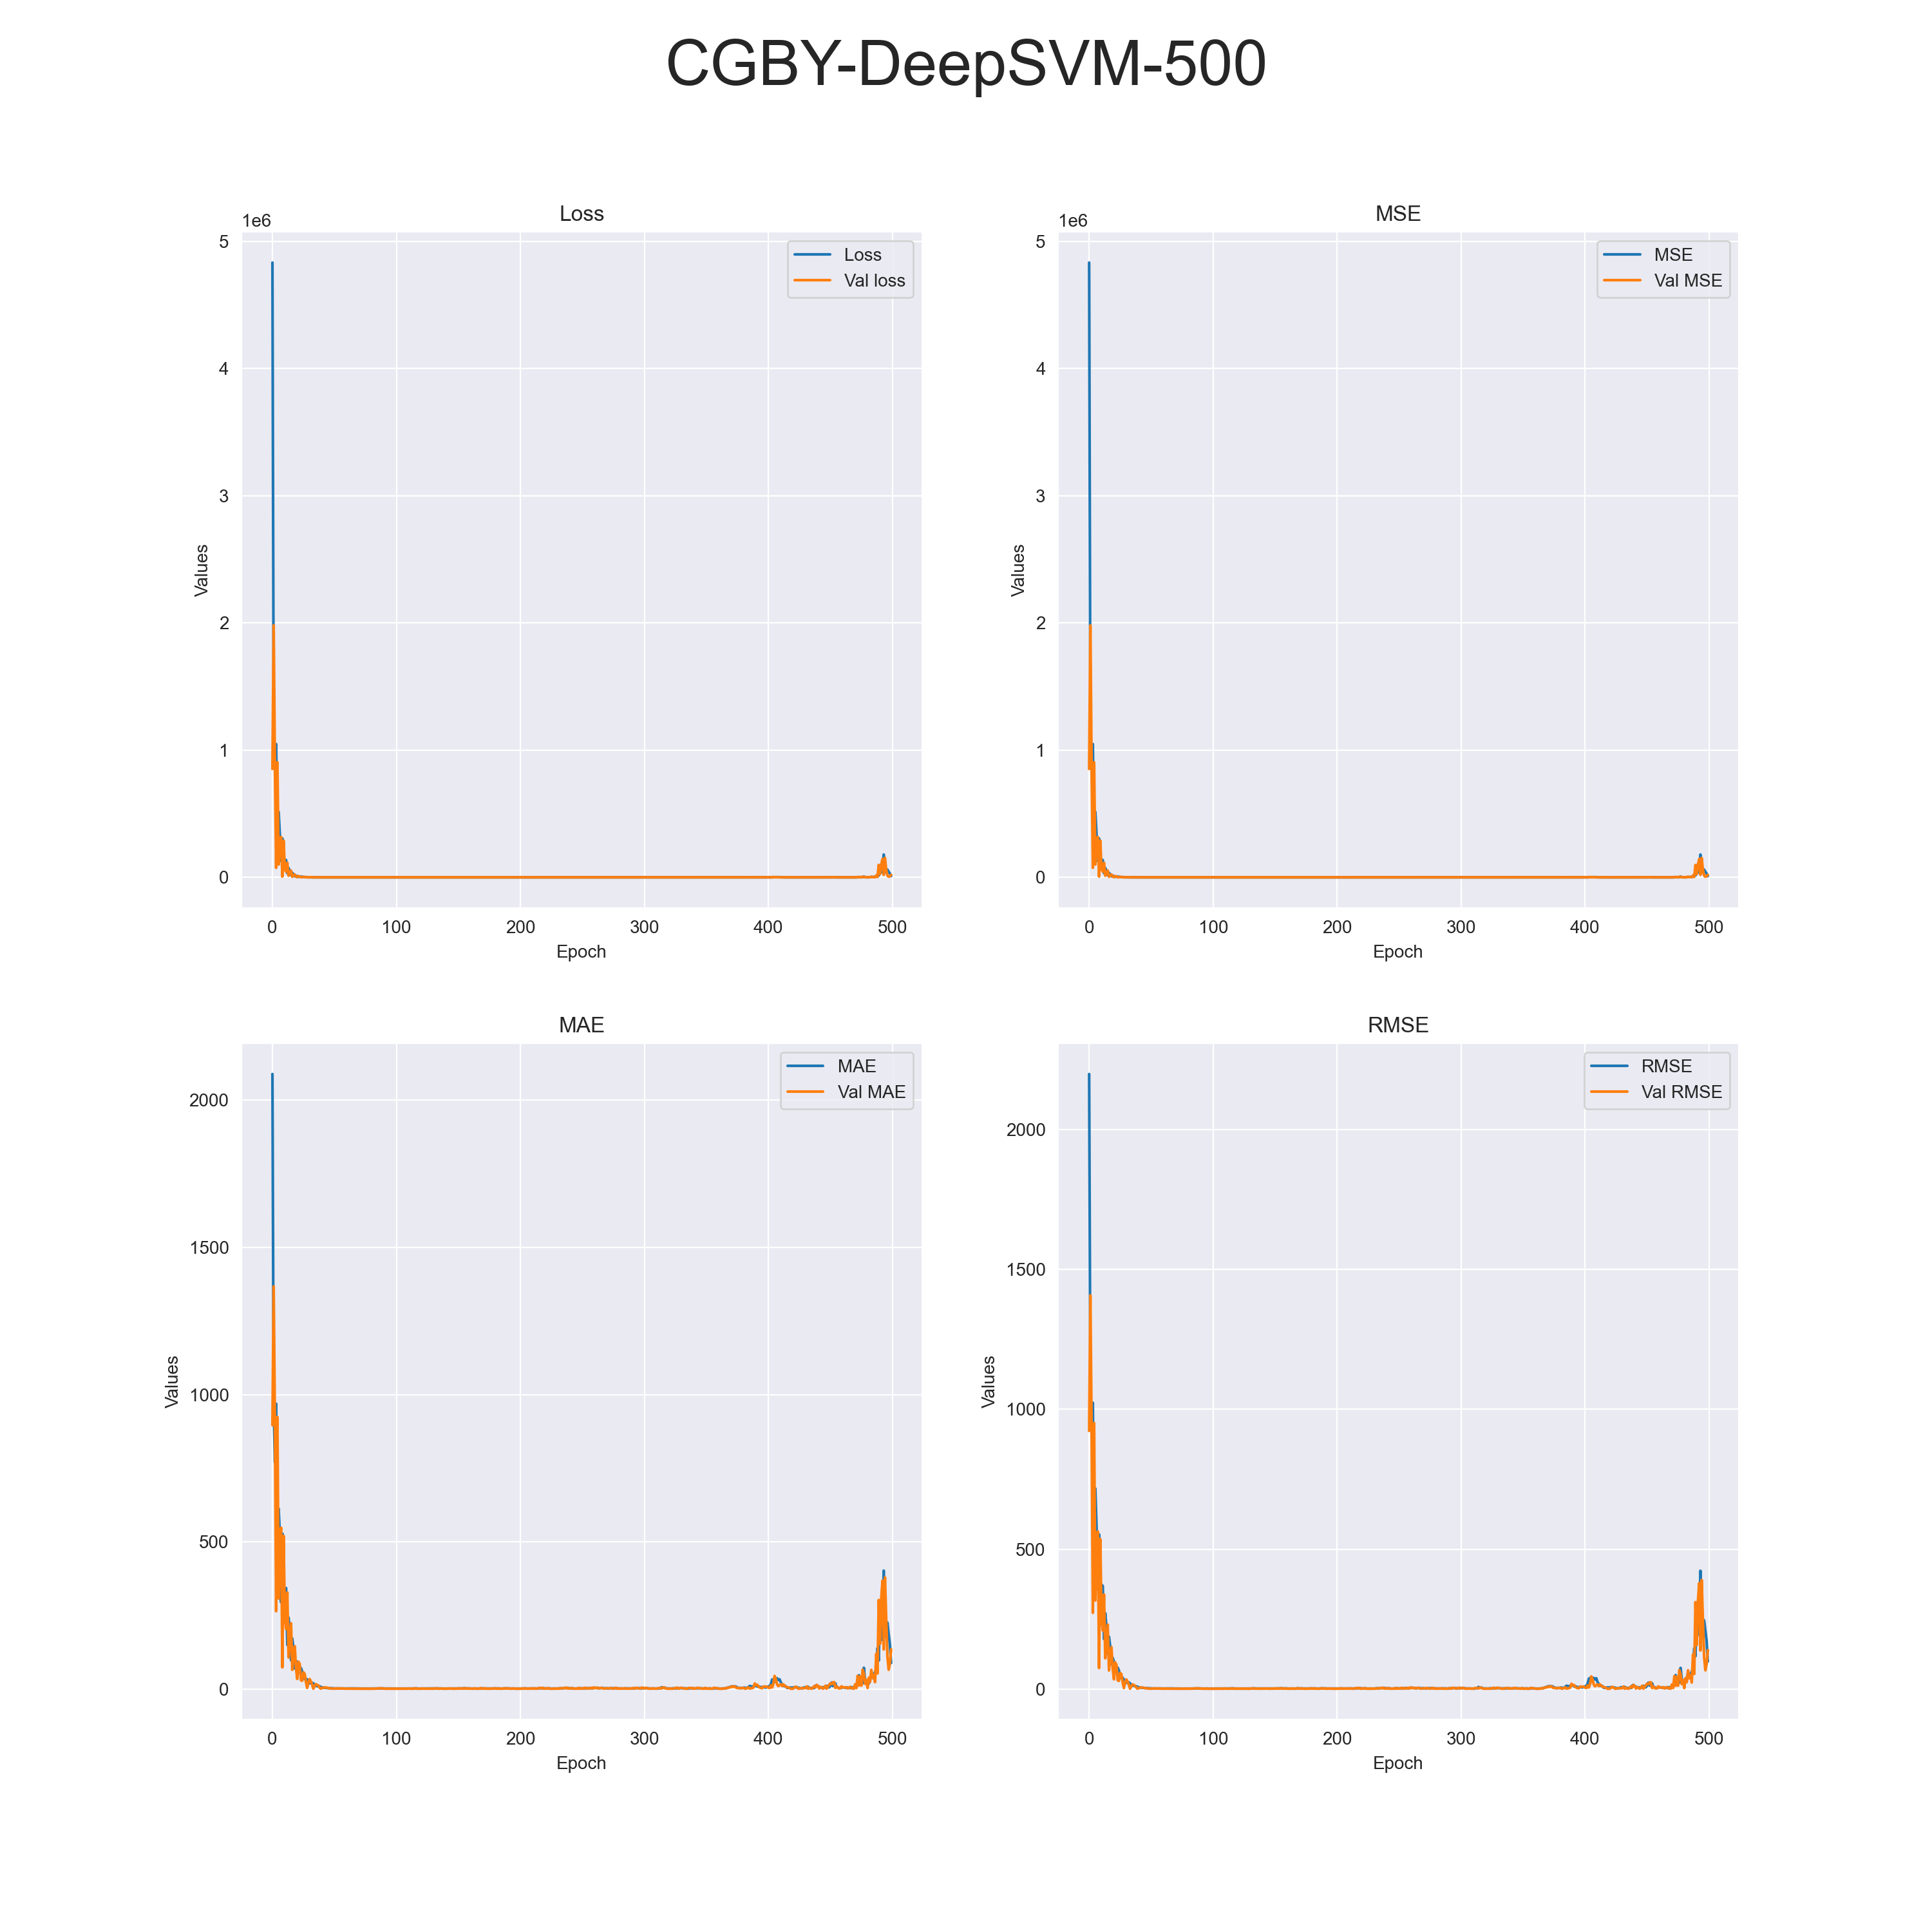 CGBY-DeepSVM-500
Loss
1e6
5
4
3
2
1
0
Values
0 100 200 300 400 500
Epoch
Loss
Val loss
MSE
1e6
5
4
3
2
1
0
Values
0 100 200 300 400 500
Epoch
MSE
Val MSE
MAE
2000
1500
1000
500
0
Values
0 100 200 300 400 500
Epoch
MAE
Val MAE
RMSE
2000
1500
1000
500
0
Values
0 100 200 300 400 500
Epoch
RMSE
Val RMSE